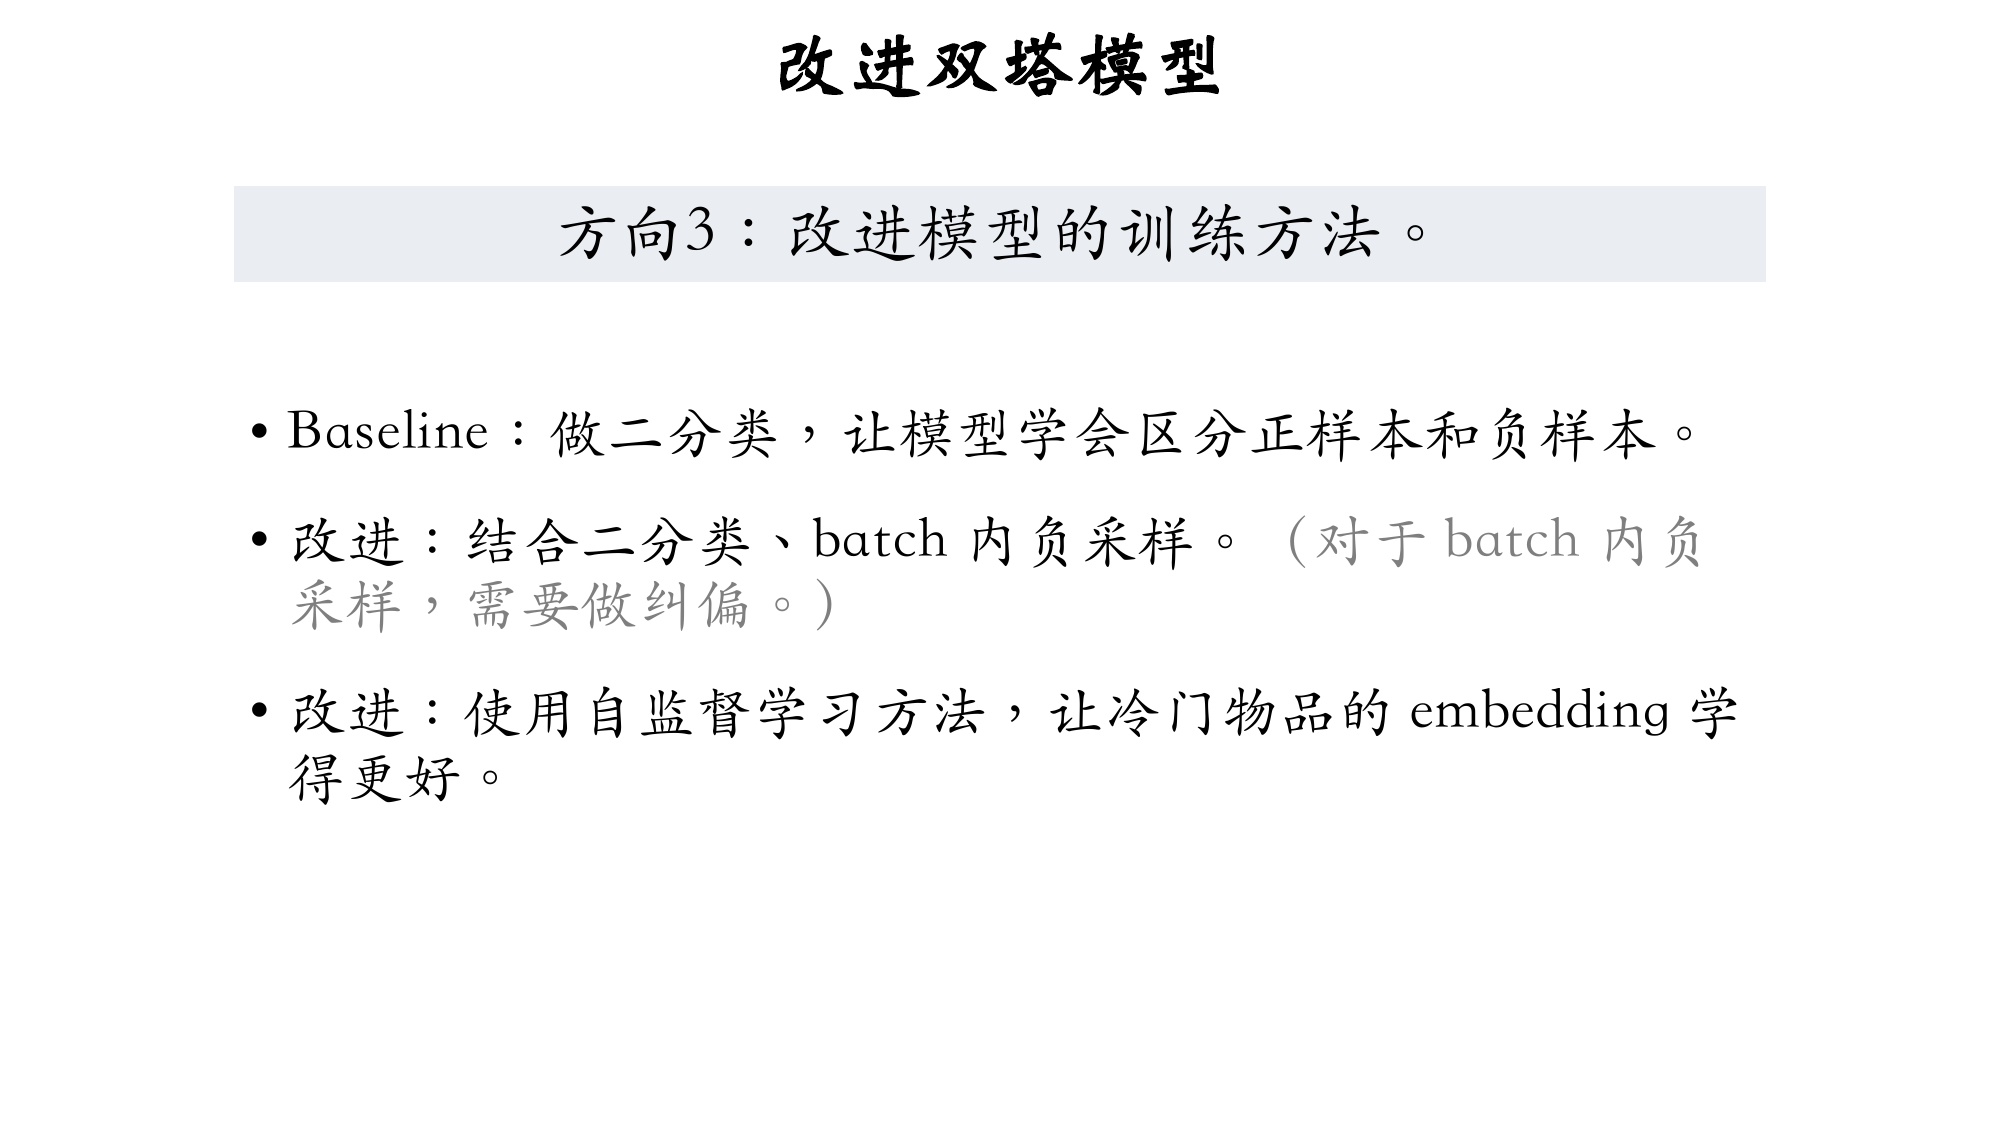 改进双塔模型
方向3：改进模型的训练方法。
• Baseline：做二分类，让模型学会区分正样本和负样本。
• 改进：结合二分类、batch 内负采样。（对于 batch 内负
采样，需要做纠偏。）
• 改进：使用自监督学习方法，让冷门物品的 embedding 学
得更好。